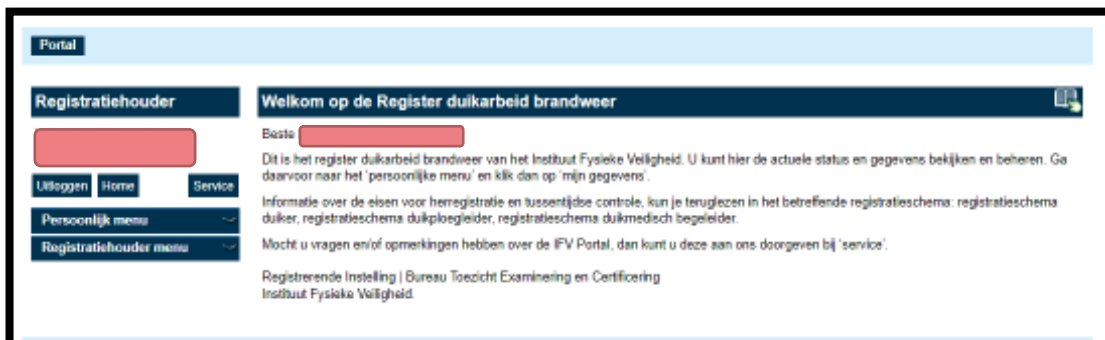 Portal
Registratiehouder
Uitloggen Home Service
Persoonlijk menu
Registratiehouder menu
Welkom op de Register duikarbeid brandweer
Beste
Dit is het register duikarbeid brandweer van het Instituut Fysieke Veiligheid. U kunt hier de actuele status en gegevens bekijken en beheren. Ga
daarvoor naar het 'persoonlijke menu' en klik dan op 'mijn gegevens'.
Informatie over de eisen voor herregistratie en tussentijdse controle, kun je teruglezen in het betreffende registratieschema: registratieschema
duiker, registratieschema duikploegleider, registratieschema duikmedisch begeleider.
Mocht u vragen en/of opmerkingen hebben over de IFV Portal, dan kunt u deze aan ons doorgeven bij 'service'.
Registrerende Instelling | Bureau Toezicht Examinering en Certificering
Instituut Fysieke Veiligheid.